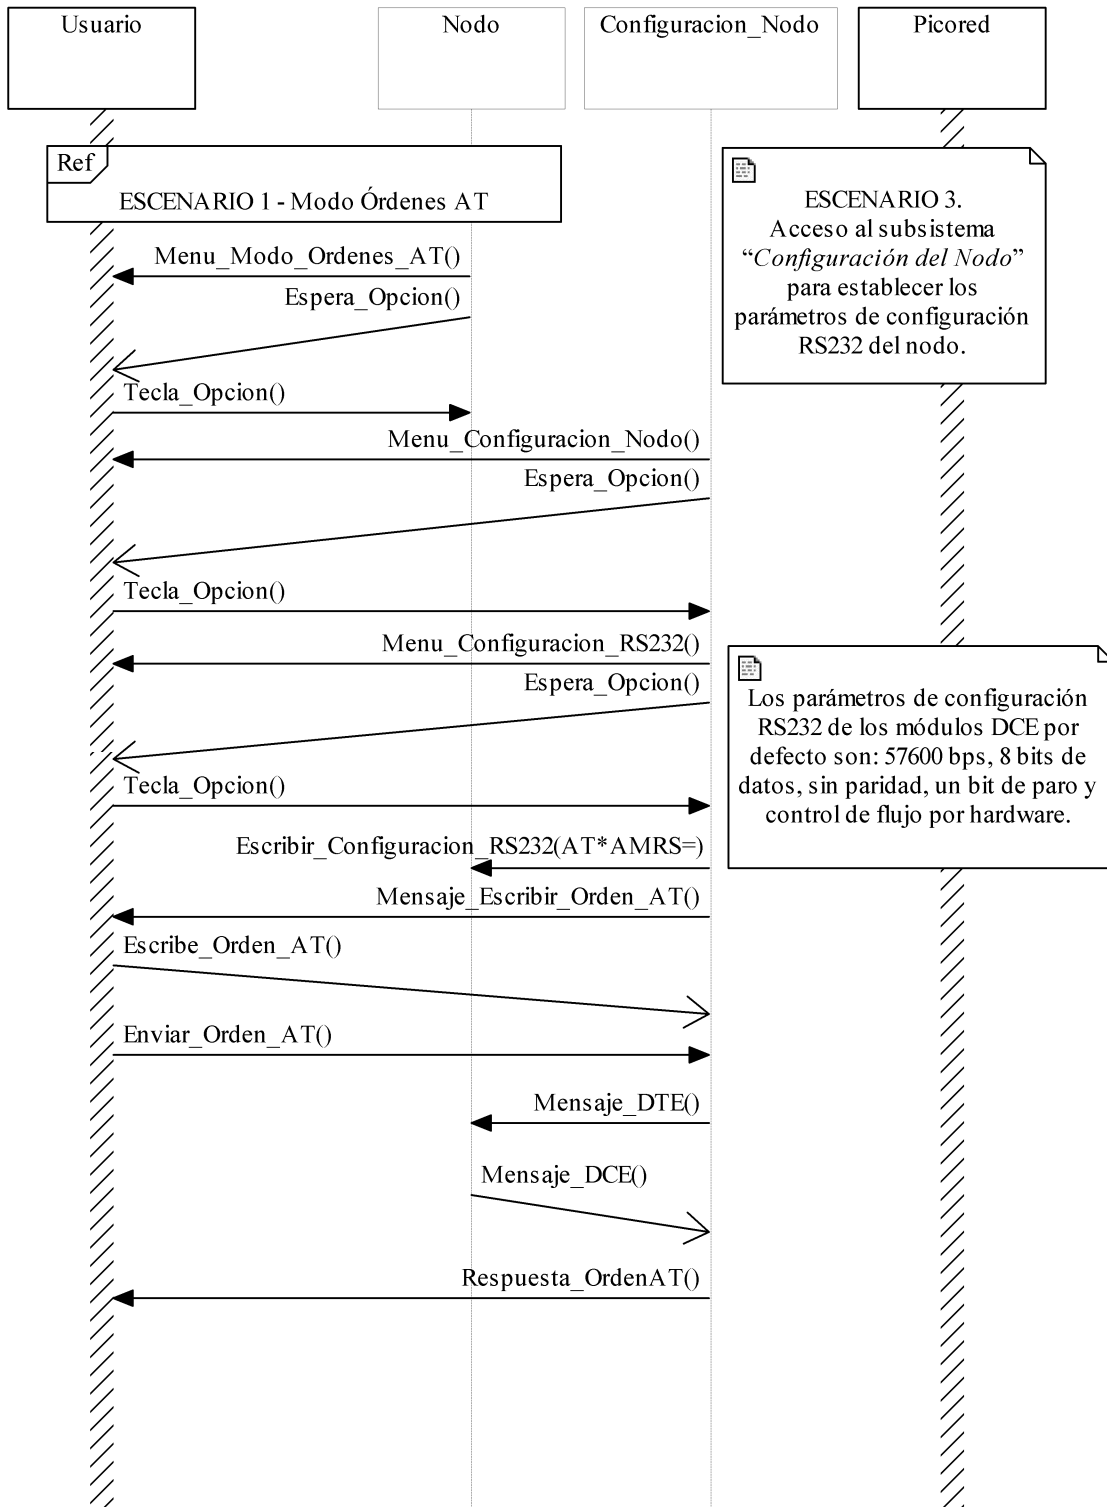 Usuario
Nodo
Configuracion_Nodo
Picored
Ref
ESCENARIO 1 - Modo Órdenes AT
ESCENARIO 3.
Acceso al subsistema
“Configuración del Nodo”
para establecer los
parámetros de configuración
RS232 del nodo.
Menu_Modo_Ordenes_AT()
Espera_Opcion()
Tecla_Opcion()
Menu_Configuracion_Nodo()
Espera_Opcion()
Tecla_Opcion()
Menu_Configuracion_RS232()
Espera_Opcion()
Los parámetros de configuración
RS232 de los módulos DCE por
defecto son: 57600 bps, 8 bits de
datos, sin paridad, un bit de paro y
control de flujo por hardware.
Tecla_Opcion()
Escribir_Configuracion_RS232(AT*AMRS=)
Mensaje_Escribir_Orden_AT()
Escribe_Orden_AT()
Enviar_Orden_AT()
Mensaje_DTE()
Mensaje_DCE()
Respuesta_OrdenAT()